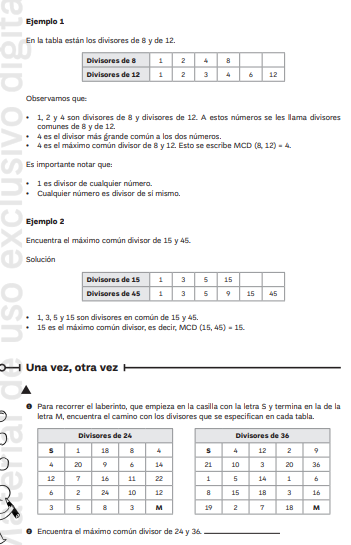 Ejemplo 1
En la tabla están los divisores de 8 y de 12.
Divisores de 8 1 2 4 8
Divisores de 12 1 2 3 4 6 12
Observamos que:
• 1, 2 y 4 son divisores de 8 y divisores de 12. A estos números se les llama divisores
comunes de 8 y de 12.
• 4 es el divisor más grande común a los dos números.
• 4 es el máximo común divisor de 8 y 12. Esto se escribe MCD (8, 12) = 4.
Es importante notar que:
• 1 es divisor de cualquier número.
• Cualquier número es divisor de sí mismo.
Ejemplo 2
Encuentra el máximo común divisor de 15 y 45.
Solución
Divisores de 15 1 3 5 15
Divisores de 45 1 3 5 9 15 45
• 1, 3, 5 y 15 son divisores en común de 15 y 45.
• 15 es el máximo común divisor, es decir, MCD (15, 45) = 15.
Una vez, otra vez
1 Para recorrer el laberinto, que empieza en la casilla con la letra S y termina en la de la
letra M, encuentra el camino con los divisores que se especifican en cada tabla.
Divisores de 24
S 1 18 8 4
4 20 9 6 14
12 7 16 11 22
6 2 24 10 12
3 5 8 3 M
Divisores de 36
S 4 12 2 9
21 10 3 20 36
1 5 14 1 6
8 15 18 3 16
19 2 7 18 M
2 Encuentra el máximo común divisor de 24 y 36.
Material de uso exclusivo digita